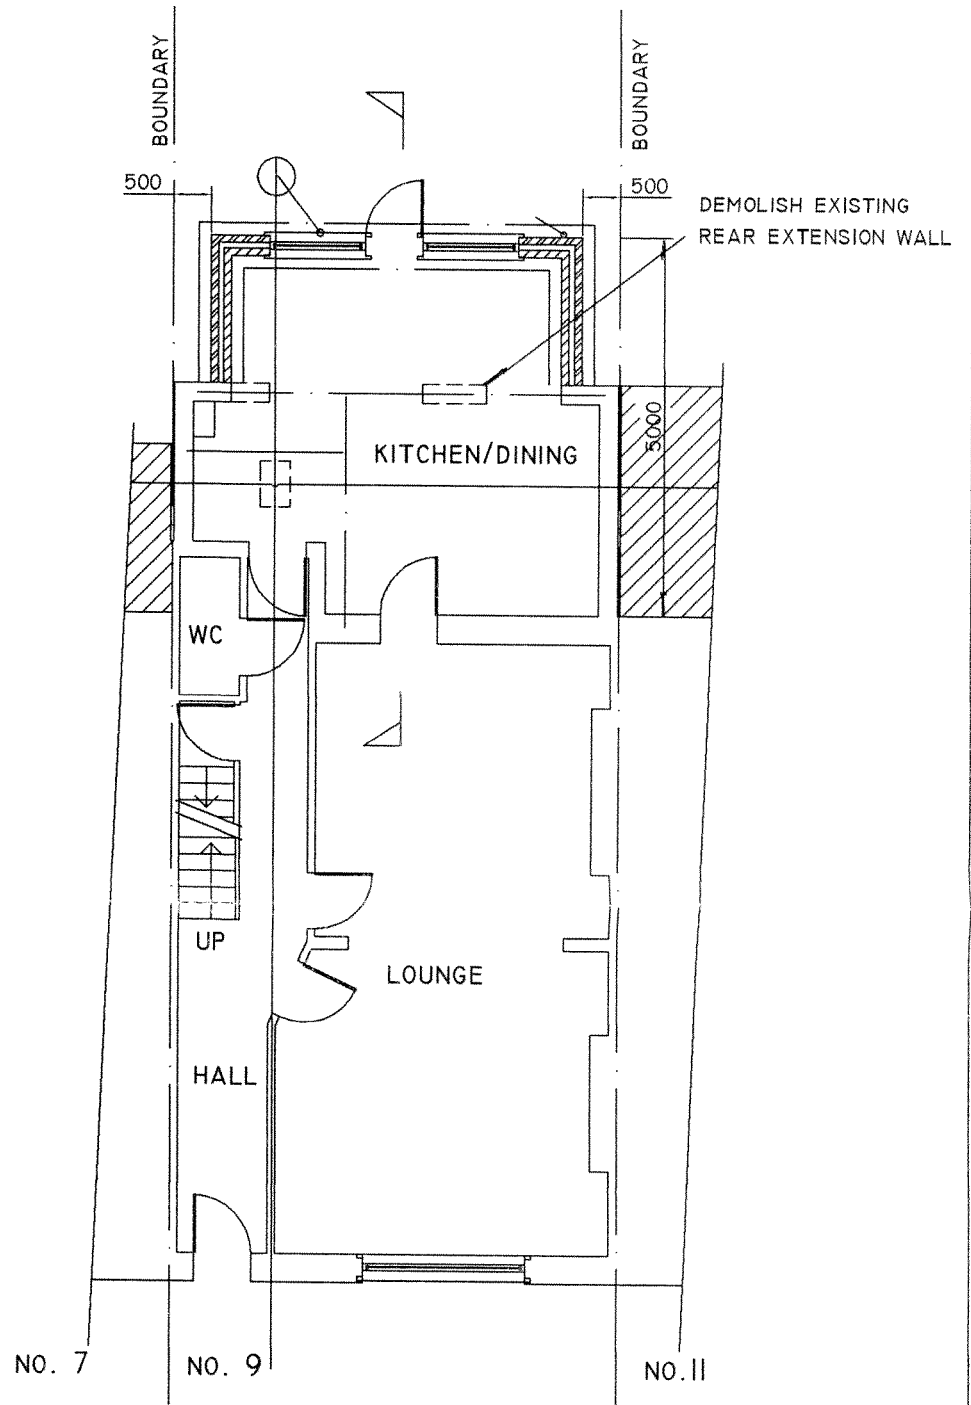 BOUNDARY
BOUNDARY
500
500
DEMOLISH EXISTING
REAR EXTENSION WALL
5000
KITCHEN/DINING
WC
UP
LOUNGE
HALL
NO. 7
NO. 9
NO.11